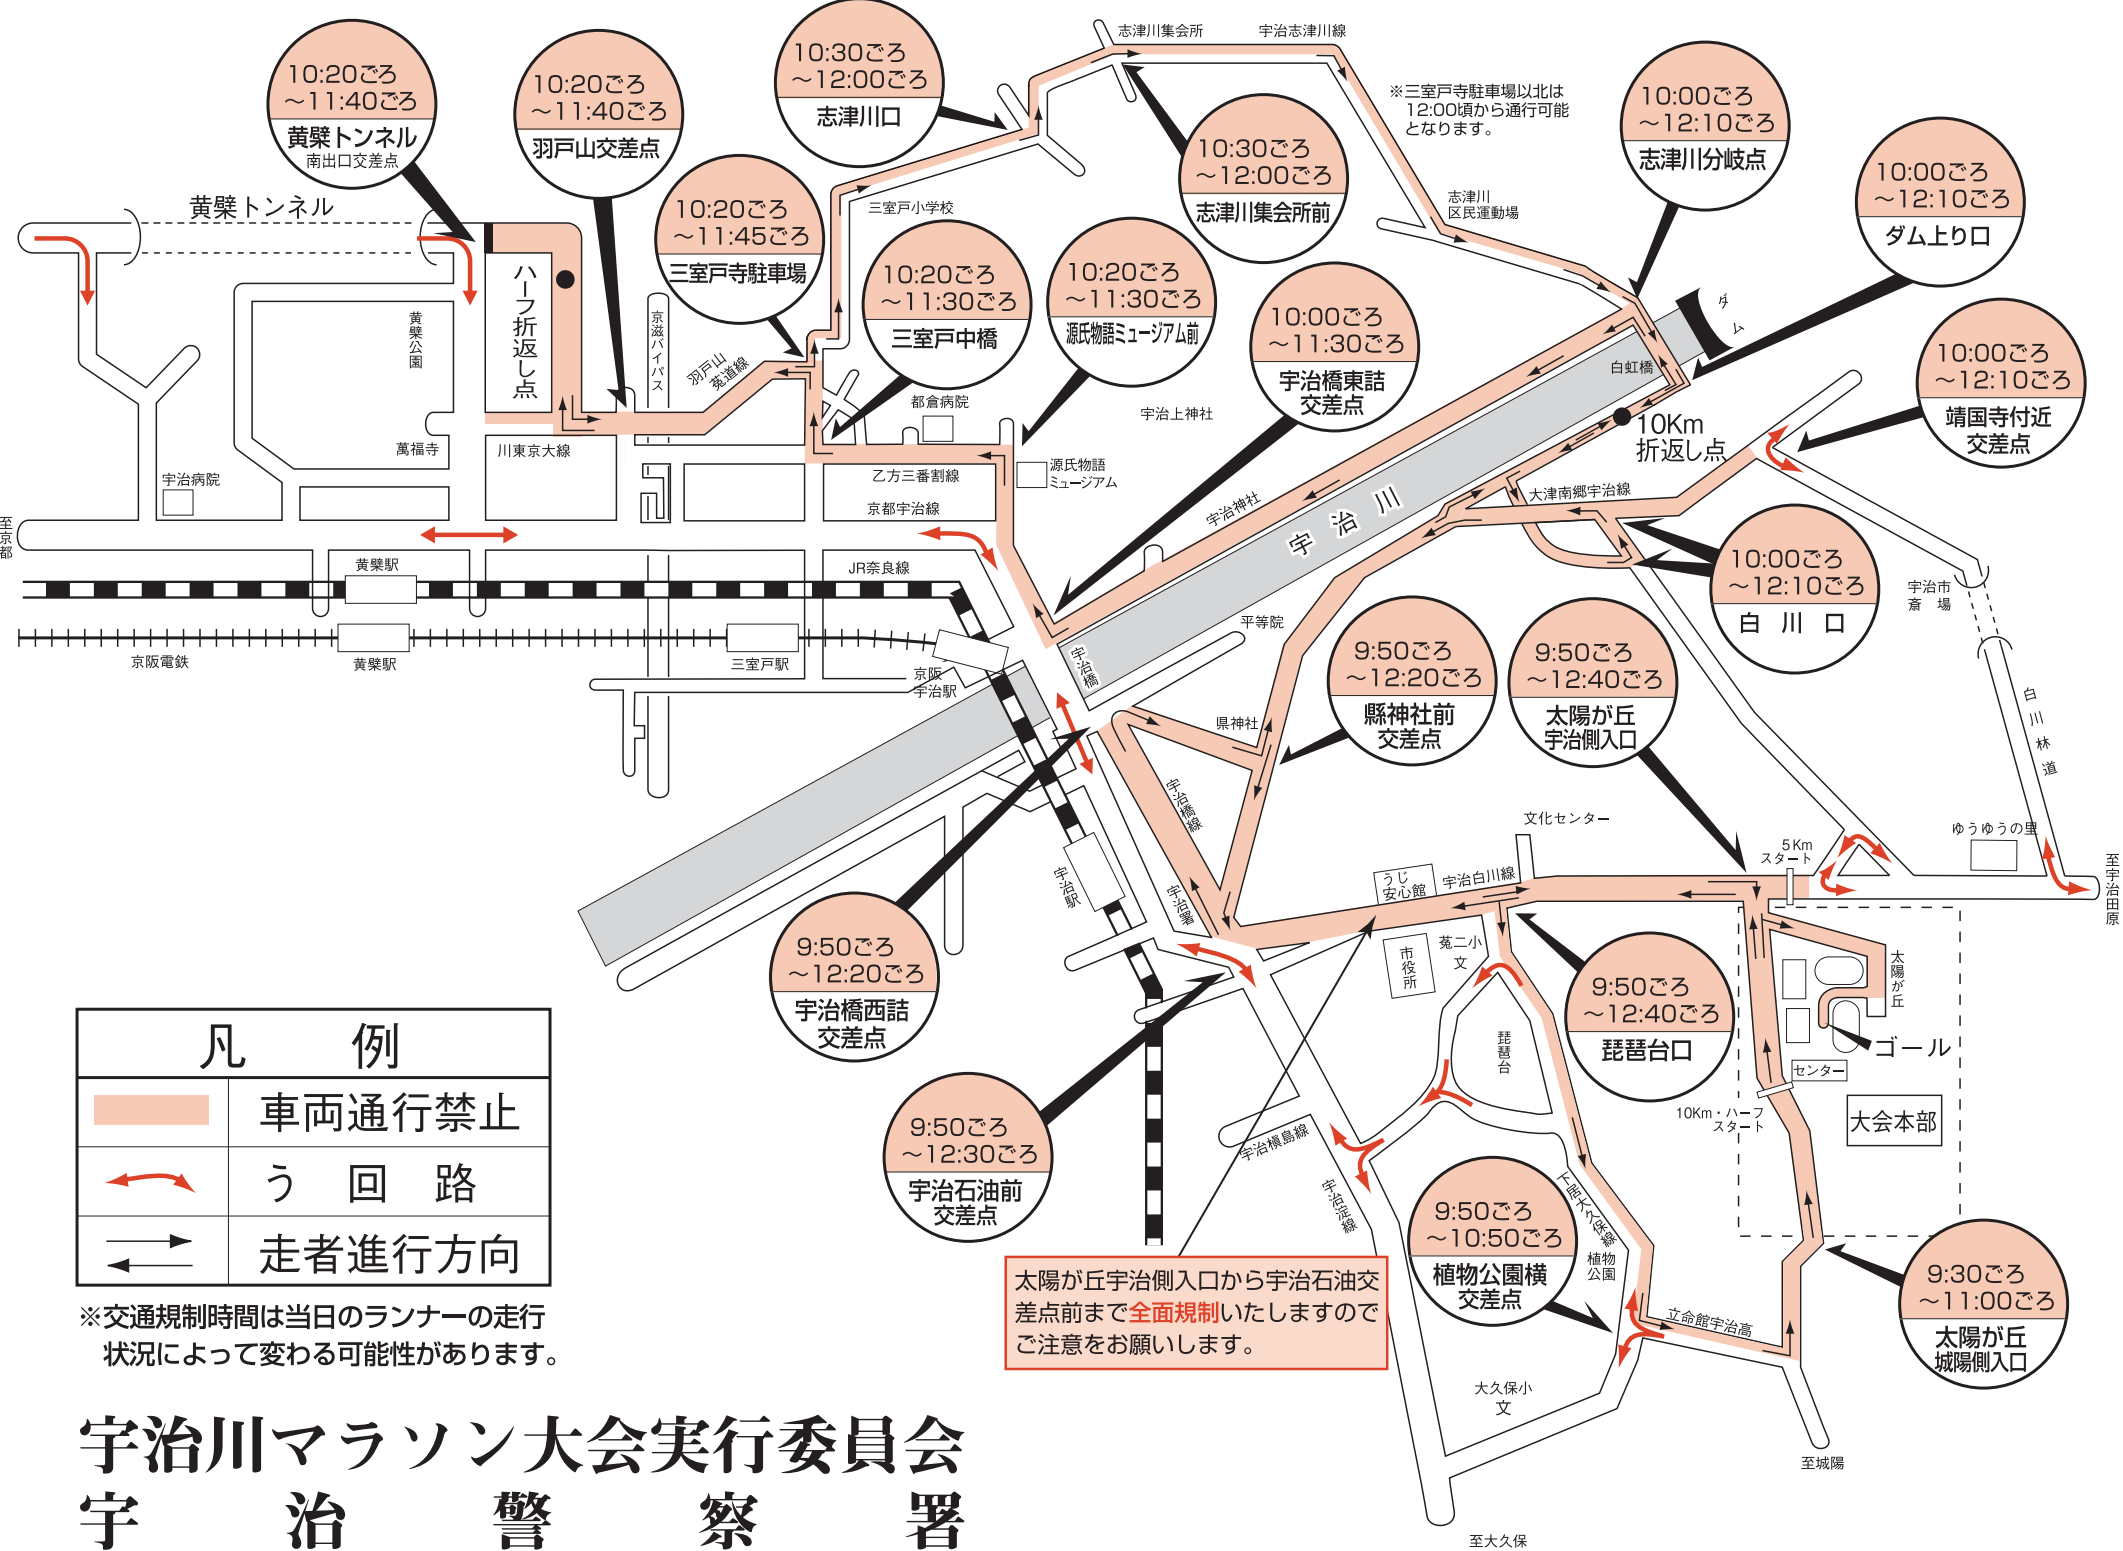 10:20ごろ
～11:40ごろ
黄檗トンネル
南出口交差点
10:20ごろ
～11:40ごろ
羽戸山交差点
10:30ごろ
～12:00ごろ
志津川口
10:20ごろ
～11:45ごろ
三室戸寺駐車場
10:20ごろ
～11:30ごろ
三室戸中橋
10:20ごろ
～11:30ごろ
源氏物語ミュージアム前
10:30ごろ
～12:00ごろ
志津川集会所前
10:00ごろ
～11:30ごろ
宇治橋東詰
交差点
10:00ごろ
～12:10ごろ
志津川分岐点
10:00ごろ
～12:10ごろ
ダム上り口
10:00ごろ
～12:10ごろ
靖国寺付近
交差点
10:00ごろ
～12:10ごろ
白川口
9:50ごろ
～12:20ごろ
縣神社前
交差点
9:50ごろ
～12:40ごろ
太陽が丘
宇治側入口
9:50ごろ
～12:40ごろ
琵琶台口
9:50ごろ
～12:20ごろ
宇治橋西詰
交差点
9:50ごろ
～12:30ごろ
宇治石油前
交差点
9:50ごろ
～10:50ごろ
植物公園横
交差点
9:30ごろ
～11:00ごろ
太陽が丘
城陽側入口
志津川集会所
宇治志津川線
※三室戸寺駐車場以北は
12:00頃から通行可能
となります。
志津川
区民運動場
黄檗トンネル
ハーフ折返し点
黄檗公園
京滋バイパス
羽戸山
菟道線
三室戸小学校
都倉病院
宇治上神社
白虹橋
ダム
10Km
折返し点
萬福寺
川東京大線
宇治病院
乙方三番割線
京都宇治線
源氏物語
ミュージアム
宇治神社
宇治川
大津南郷宇治線
至京都
黄檗駅
JR奈良線
京阪電鉄
黄檗駅
三室戸駅
京阪
宇治駅
宇治橋
平等院
県神社
宇治市
斎場
白川林道
宇治橋線
宇治駅
宇治署
文化センター
うじ
安心館
宇治白川線
5Km
スタート
ゆうゆうの里
至宇治田原
市役所
菟二小
文
太陽が丘
琵琶台
ゴール
センター
10Km・ハーフ
スタート
大会本部
宇治槇島線
宇治淀線
下居大久保線
植物
公園
立命館宇治高
大久保小
文
至城陽
至大久保
太陽が丘宇治側入口から宇治石油交
差点前まで全面規制いたしますので
ご注意をお願いします。
凡例
車両通行禁止
う回路
走者進行方向
※交通規制時間は当日のランナーの走行
状況によって変わる可能性があります。
宇治川マラソン大会実行委員会
宇治警察署